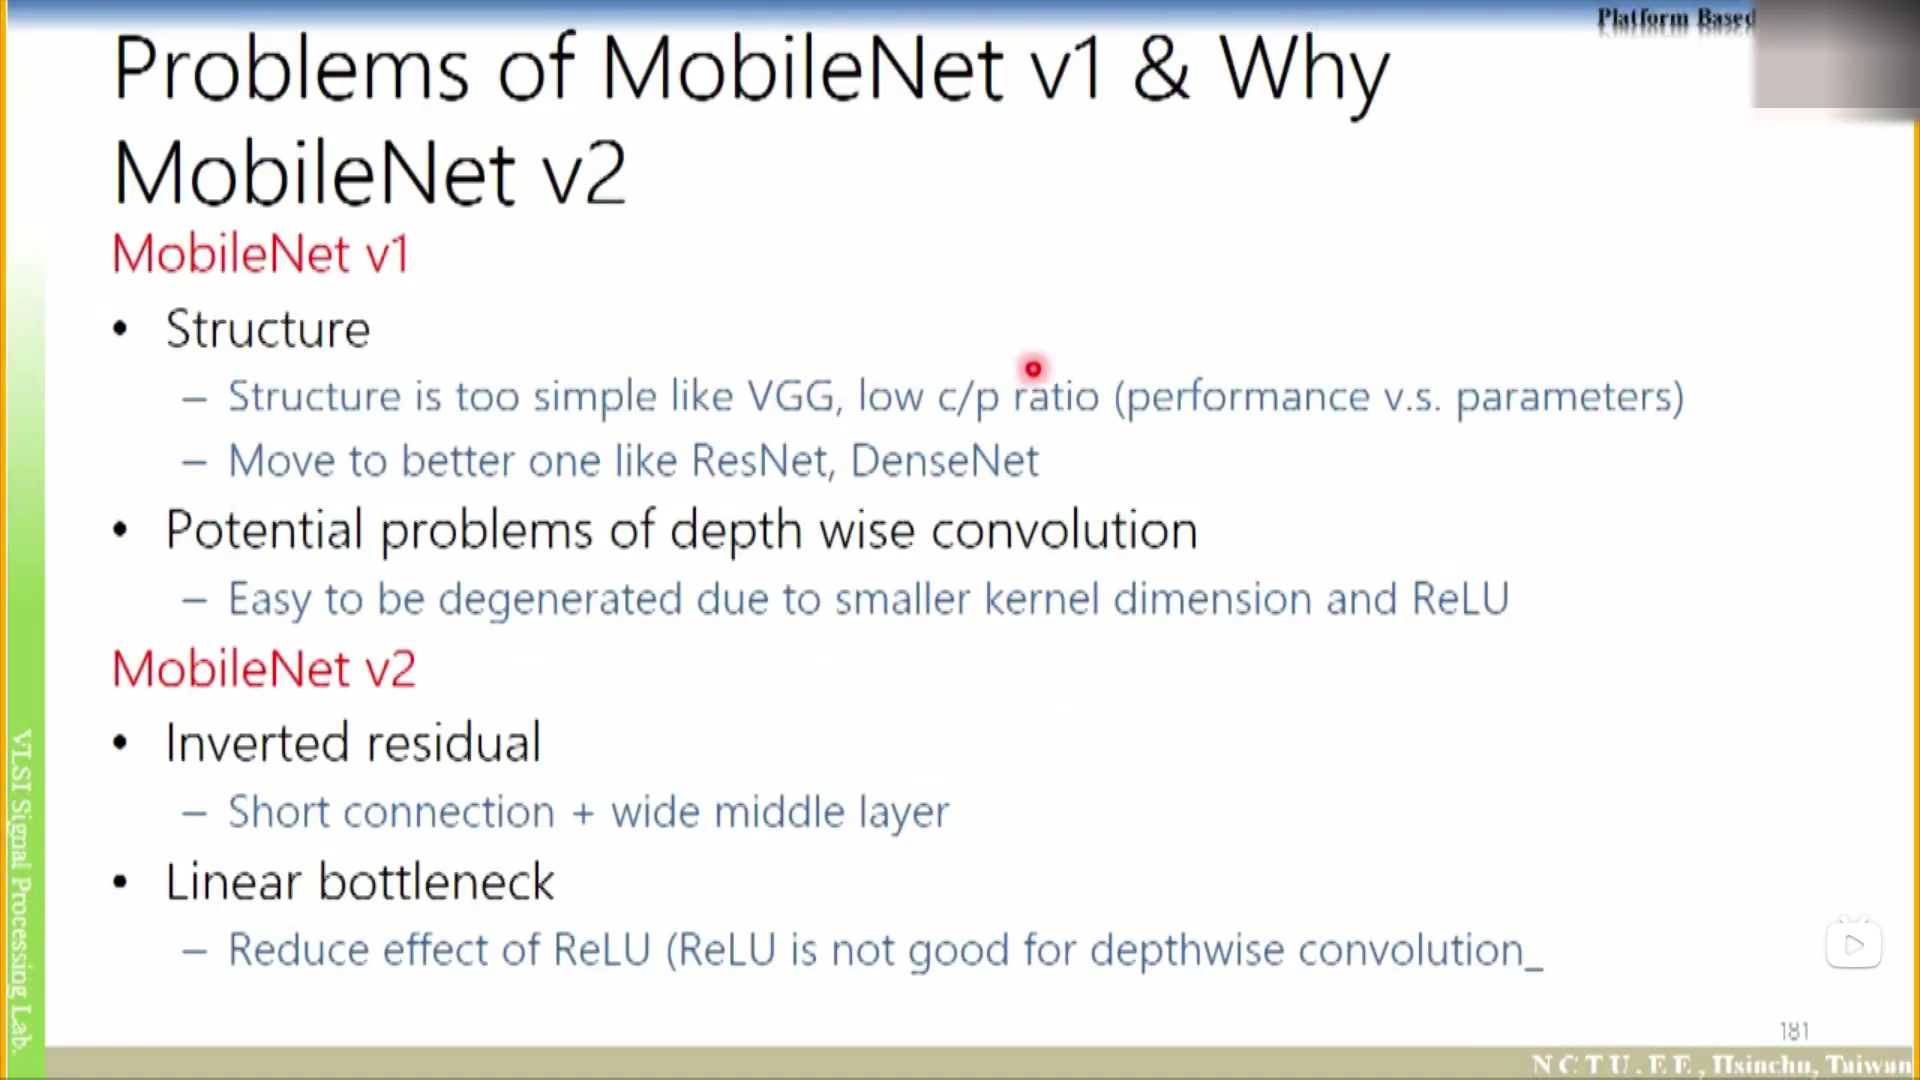 Platform Based
Problems of MobileNet v1 & Why
MobileNet v2
MobileNet v1
• Structure
– Structure is too simple like VGG, low c/p ratio (performance v.s. parameters)
– Move to better one like ResNet, DenseNet
• Potential problems of depth wise convolution
– Easy to be degenerated due to smaller kernel dimension and ReLU
MobileNet v2
• Inverted residual
– Short connection + wide middle layer
• Linear bottleneck
– Reduce effect of ReLU (ReLU is not good for depthwise convolution_
VLSI Signal Processing Lab.
181
NCTU.EE, Hsinchu, Taiwan